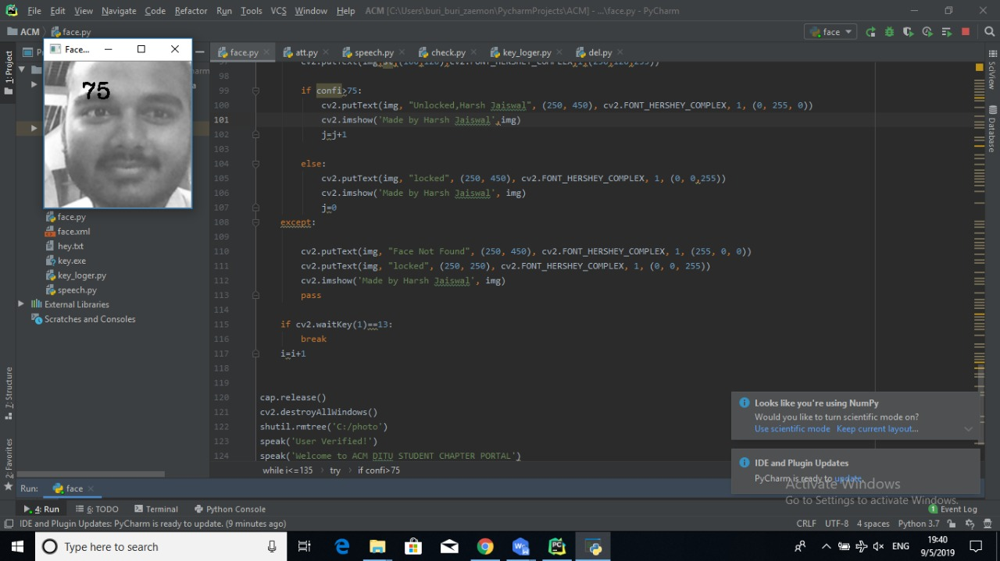 File Edit View Navigate Code Refactor Run Tools VCS Window Help ACM [C:\Users\buri_buri_zaemon\PycharmProjects\ACM] - ...\face.py - PyCharm
ACM face.py face
Face... face.py att.py speech.py check.py key_loger.py del.py
1: Project
SciView
Database
75
98
99 if confi>75:
100 cv2.putText(img, "Unlocked,Harsh Jaiswal", (250, 450), cv2.FONT_HERSHEY_COMPLEX, 1, (0, 255, 0))
101 cv2.imshow('Made by Harsh Jaiswal',img)
102 j=j+1
103
104 else:
105 cv2.putText(img, "locked", (250, 450), cv2.FONT_HERSHEY_COMPLEX, 1, (0, 0,255))
106 cv2.imshow('Made by Harsh Jaiswal', img)
107 j=0
108 except:
109
110 cv2.putText(img, "Face Not Found", (250, 450), cv2.FONT_HERSHEY_COMPLEX, 1, (255, 0, 0))
111 cv2.putText(img, "locked", (250, 250), cv2.FONT_HERSHEY_COMPLEX, 1, (0, 0, 255))
112 cv2.imshow('Made by Harsh Jaiswal', img)
113 pass
114
115 if cv2.waitKey(1)==13:
116 break
117 i=i+1
118
119
120 cap.release()
121 cv2.destroyAllWindows()
122 shutil.rmtree('C:/photo')
123 speak('User Verified!')
124 speak('Welcome to ACM DITU STUDENT CHAPTER PORTAL')
while i<=135 try if confi>75
face.py
face.xml
hey.txt
key.exe
key_loger.py
speech.py
External Libraries
Scratches and Consoles
7: Structure
2: Favorites
Looks like you're using NumPy
Would you like to turn scientific mode on?
Use scientific mode Keep current layout...
IDE and Plugin Updates
PyCharm is ready to update.
Activate Windows
Go to Settings to activate Windows.
Run: face
4: Run 6: TODO Terminal Python Console 1 Event Log
IDE and Plugin Updates: PyCharm is ready to update. (9 minutes ago) CRLF UTF-8 4 spaces Python 3.7
Type here to search ENG 19:40
9/5/2019